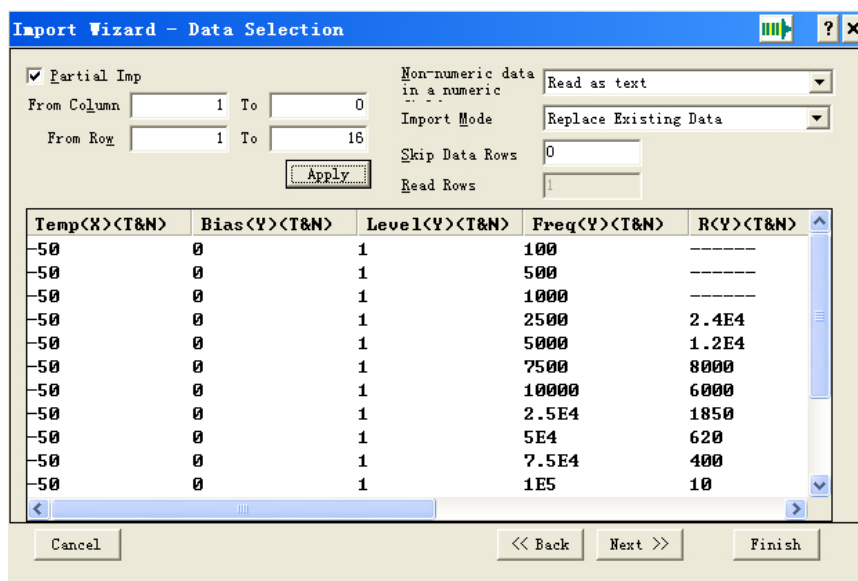 Import Wizard - Data Selection
Partial Imp
From Column 1 To 0
From Row 1 To 16
Apply
Non-numeric data
in a numeric
Read as text
Import Mode Replace Existing Data
Skip Data Rows 0
Read Rows 1
Temp(X)(T&N) Bias(Y)(T&N) Level(Y)(T&N) Freq(Y)(T&N) R(Y)(T&N)
-50 0 1 100 ------
-50 0 1 500 ------
-50 0 1 1000 ------
-50 0 1 2500 2.4E4
-50 0 1 5000 1.2E4
-50 0 1 7500 8000
-50 0 1 10000 6000
-50 0 1 2.5E4 1850
-50 0 1 5E4 620
-50 0 1 7.5E4 400
-50 0 1 1E5 10
Cancel << Back Next >> Finish